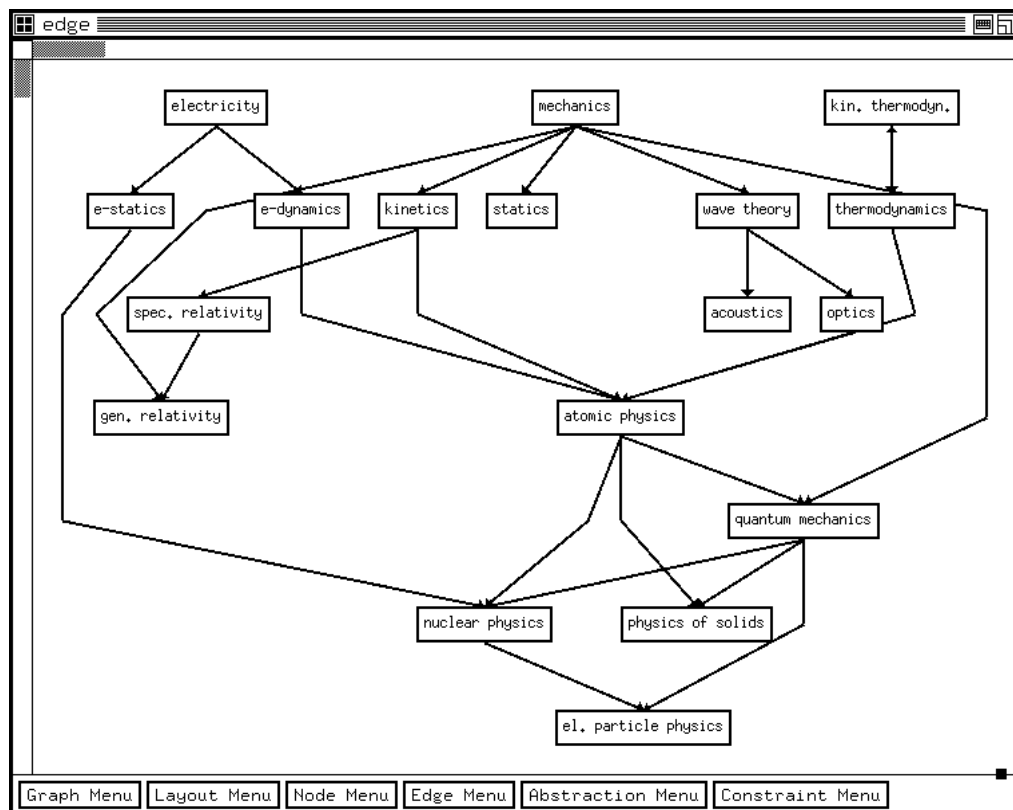 edge
electricity
mechanics
kin. thermodyn.
e-statics
e-dynamics
kinetics
statics
wave theory
thermodynamics
spec. relativity
acoustics
optics
gen. relativity
atomic physics
quantum mechanics
nuclear physics
physics of solids
el. particle physics
Graph Menu
Layout Menu
Node Menu
Edge Menu
Abstraction Menu
Constraint Menu